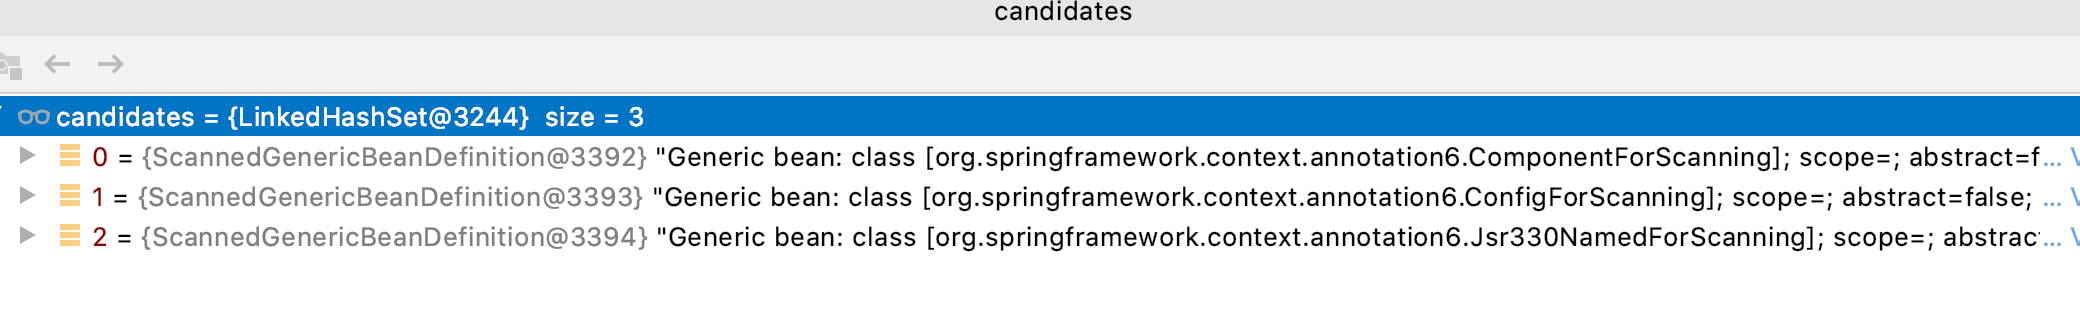 candidates
candidates = {LinkedHashSet@3244} size = 3
0 = {ScannedGenericBeanDefinition@3392} "Generic bean: class [org.springframework.context.annotation6.ComponentForScanning]; scope=; abstract=f...
1 = {ScannedGenericBeanDefinition@3393} "Generic bean: class [org.springframework.context.annotation6.ConfigForScanning]; scope=; abstract=false; ...
2 = {ScannedGenericBeanDefinition@3394} "Generic bean: class [org.springframework.context.annotation6.Jsr330NamedForScanning]; scope=; abstrac...